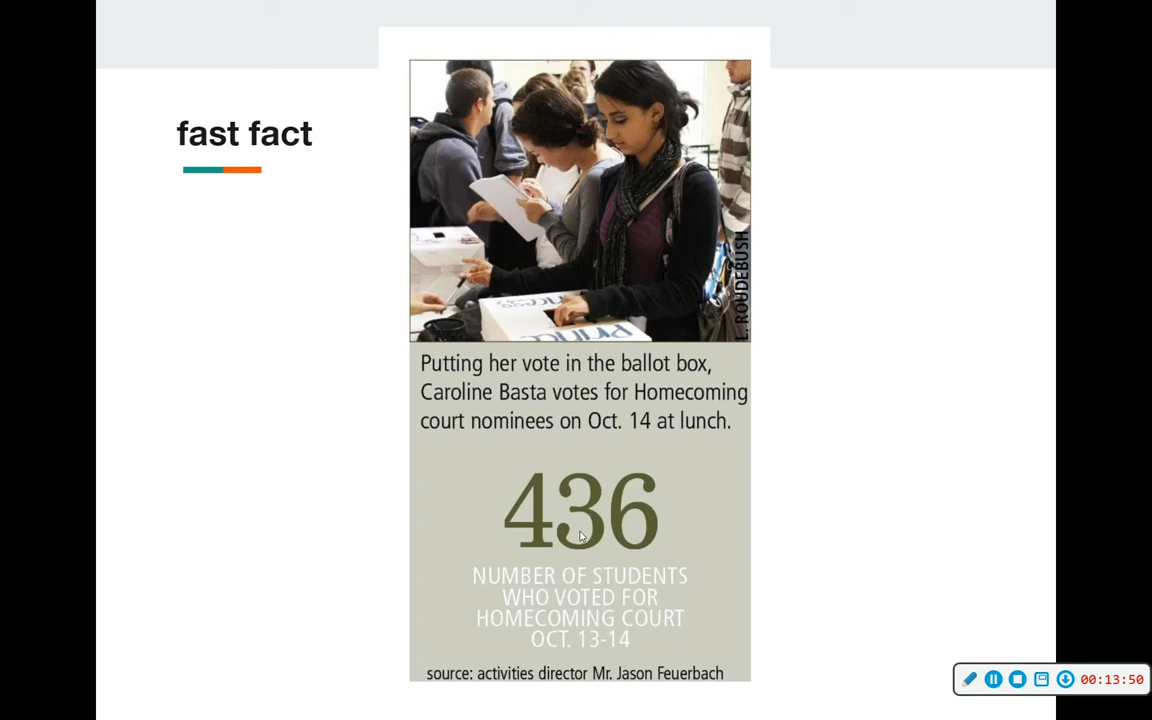 fast fact
L. ROUDEBUSH
Putting her vote in the ballot box,
Caroline Basta votes for Homecoming
court nominees on Oct. 14 at lunch.
436
NUMBER OF STUDENTS
WHO VOTED FOR
HOMECOMING COURT
OCT. 13-14
source: activities director Mr. Jason Feuerbach
00:13:50